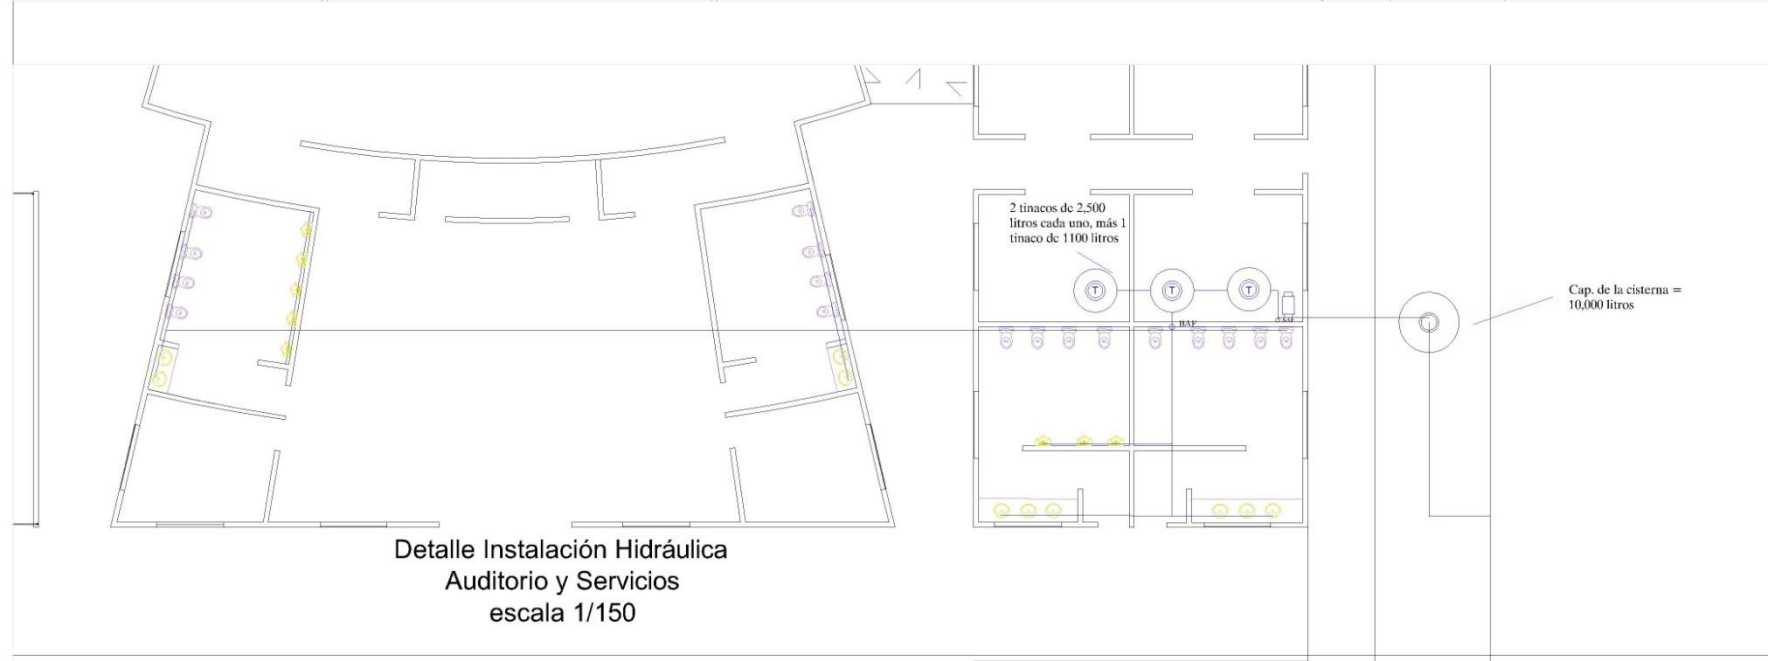 2 tinacos de 2,500
litros cada uno, más 1
tinaco de 1100 litros
T
T
T
Cap. de la cisterna =
10,000 litros
BAF
Detalle Instalación Hidráulica
Auditorio y Servicios
escala 1/150